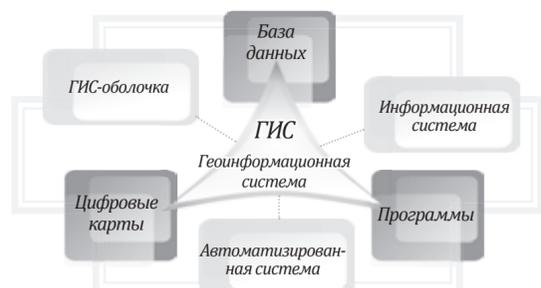 База
данных
ГИС-оболочка
Информационная
система
ГИС
Геоинформационная
система
Цифровые
карты
Программы
Автоматизирован-
ная система